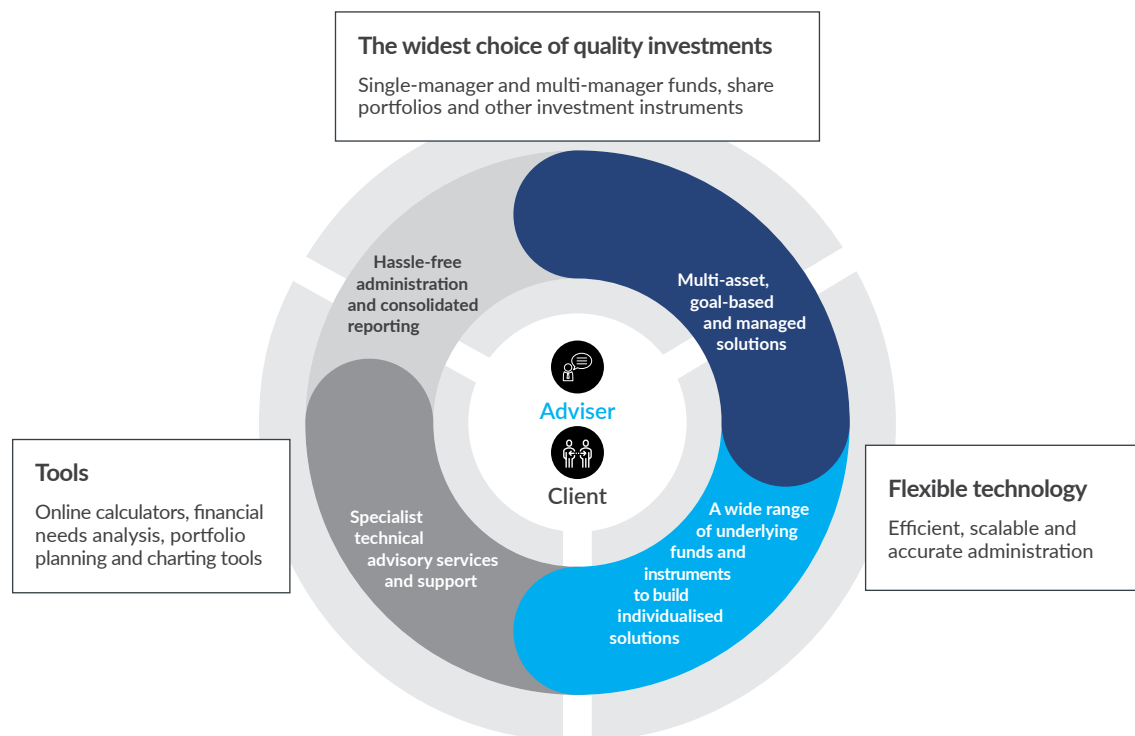 The widest choice of quality investments
Single-manager and multi-manager funds, share
portfolios and other investment instruments
Hassle-free
administration
and consolidated
reporting
Multi-asset,
goal-based
and managed
solutions
Adviser
Client
Tools
Online calculators, financial
needs analysis, portfolio
planning and charting tools
Specialist
technical
advisory services
and support
A wide range
of underlying
funds and
instruments
to build
individualised
solutions
Flexible technology
Efficient, scalable and
accurate administration